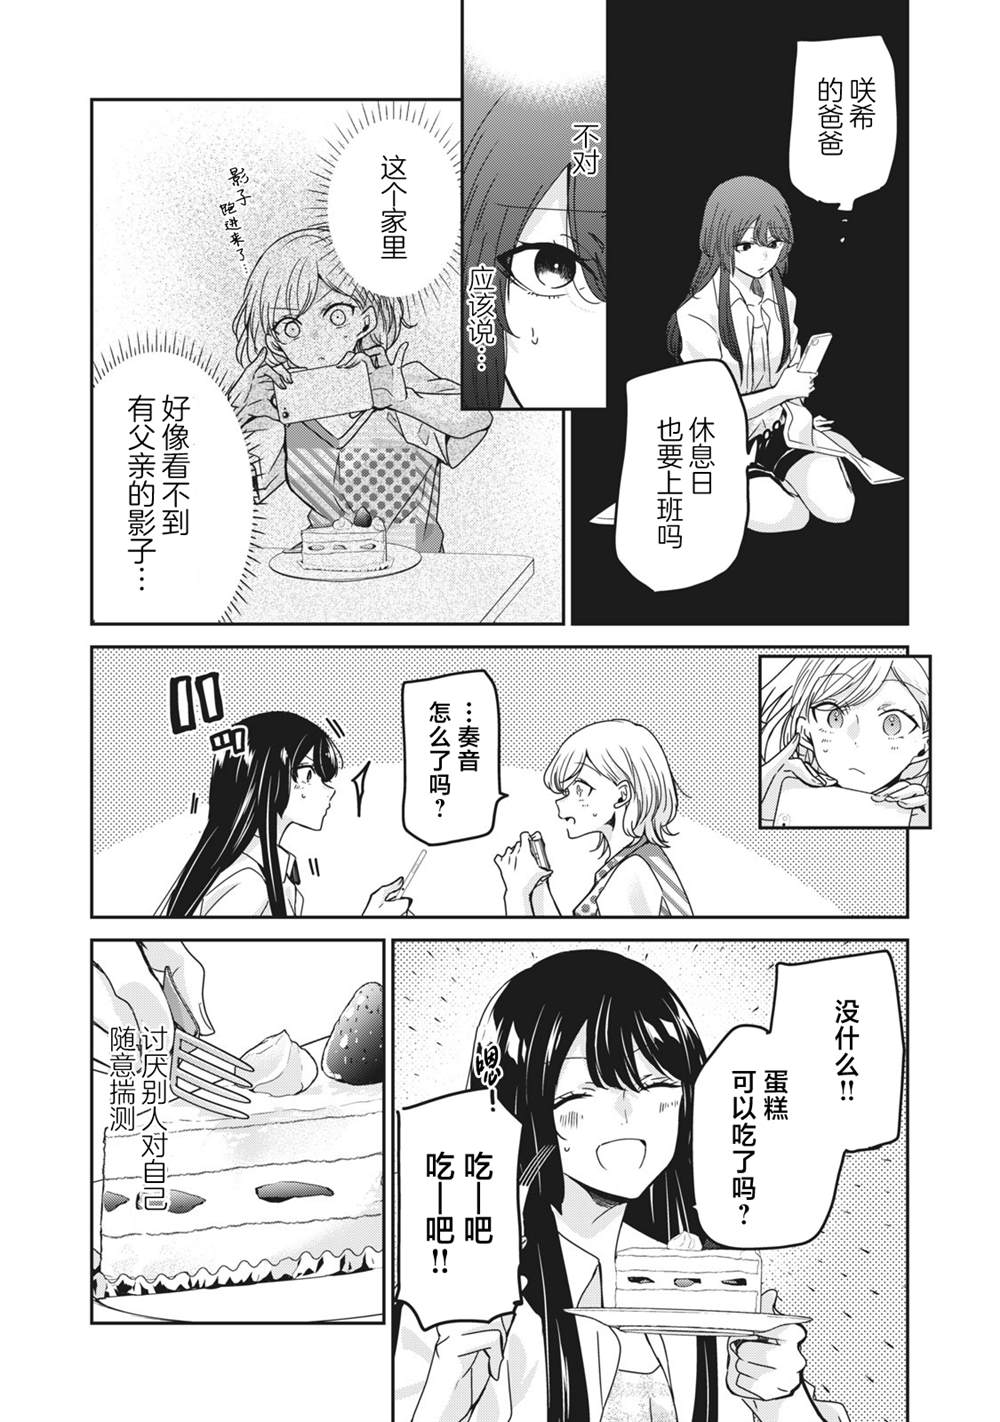 咲希
的爸爸
休息日
也要上班吗
不对
应该说…
这个家里
影子
跑进来了…
好像看不到
有父亲的影子…
…奏音
怎么了吗?
没什么!!
蛋糕
可以吃了吗?
嗯…!
吃—吧
吃—吧!!
讨厌别人对自己
随意揣测